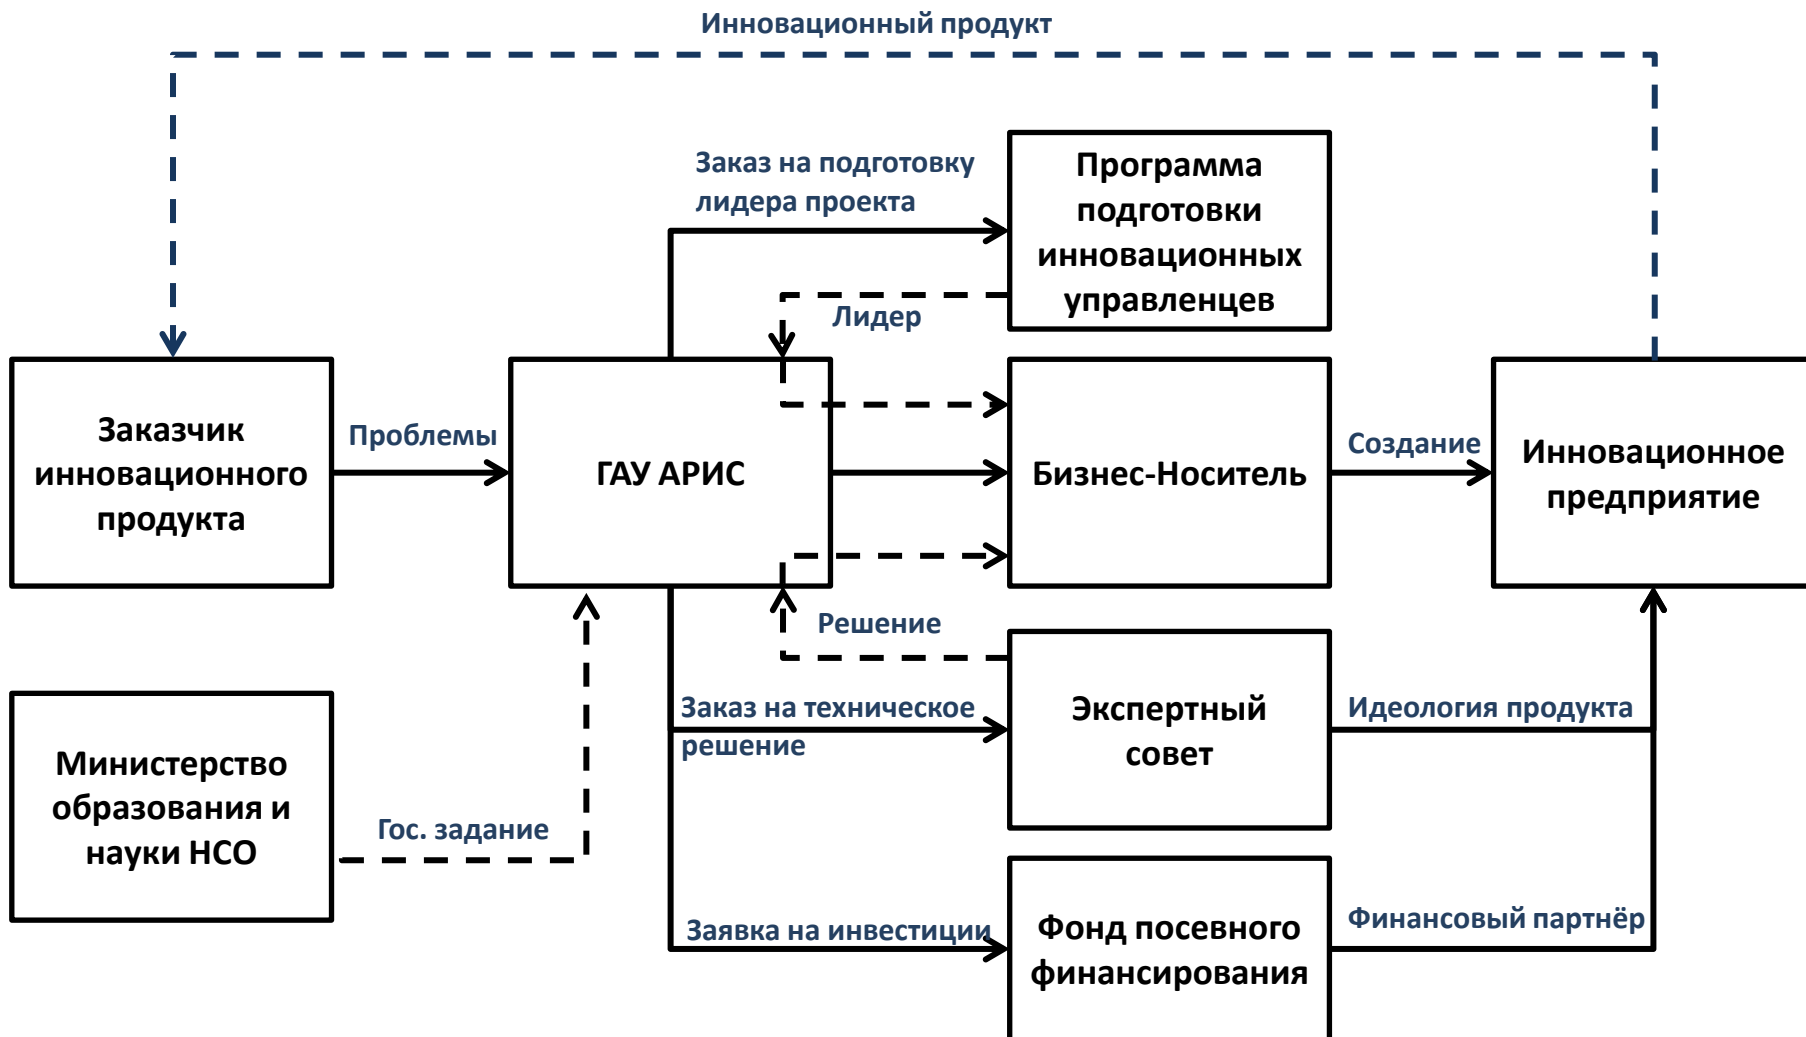 Инновационный продукт
Заказ на подготовку
лидера проекта
Программа
подготовки
инновационных
управленцев
Лидер
Заказчик
инновационного
продукта
Проблемы
ГАУ АРИС
Бизнес-Носитель
Создание
Инновационное
предприятие
Решение
Заказ на техническое
решение
Экспертный
совет
Идеология продукта
Министерство
образования и
науки НСО
Гос. задание
Заявка на инвестиции
Фонд посевного
финансирования
Финансовый партнёр